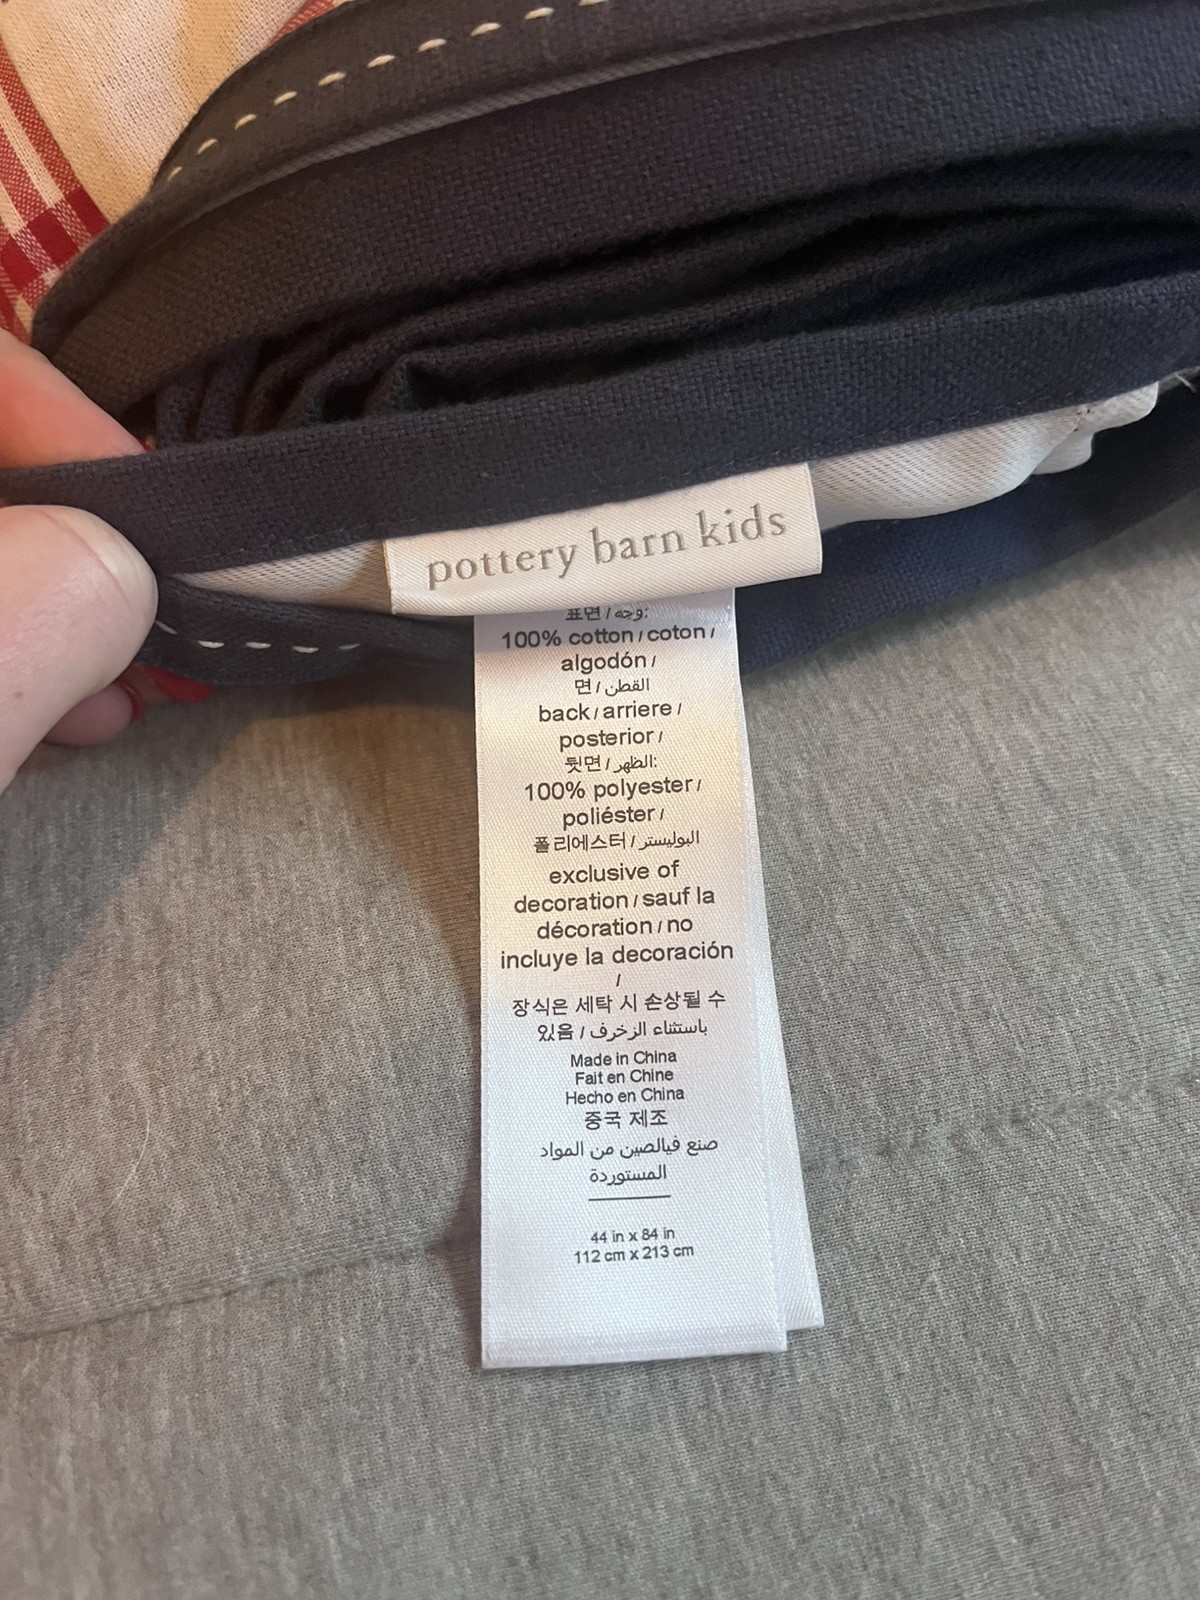 pottery barn kids
표면 / وجه:
100% cotton / coton /
algodón /
면 / القطن
back / arriere /
posterior /
뒷면 / الظهر:
100% polyester /
poliéster /
폴리에스터 / البوليستر
exclusive of
decoration / sauf la
décoration / no
incluye la decoración
/
장식은 세탁 시 손상될 수
있음 / باستثناء الزخرف
Made in China
Fait en Chine
Hecho en China
중국 제조
صنع فيالصين من المواد
المستوردة
44 in x 84 in
112 cm x 213 cm